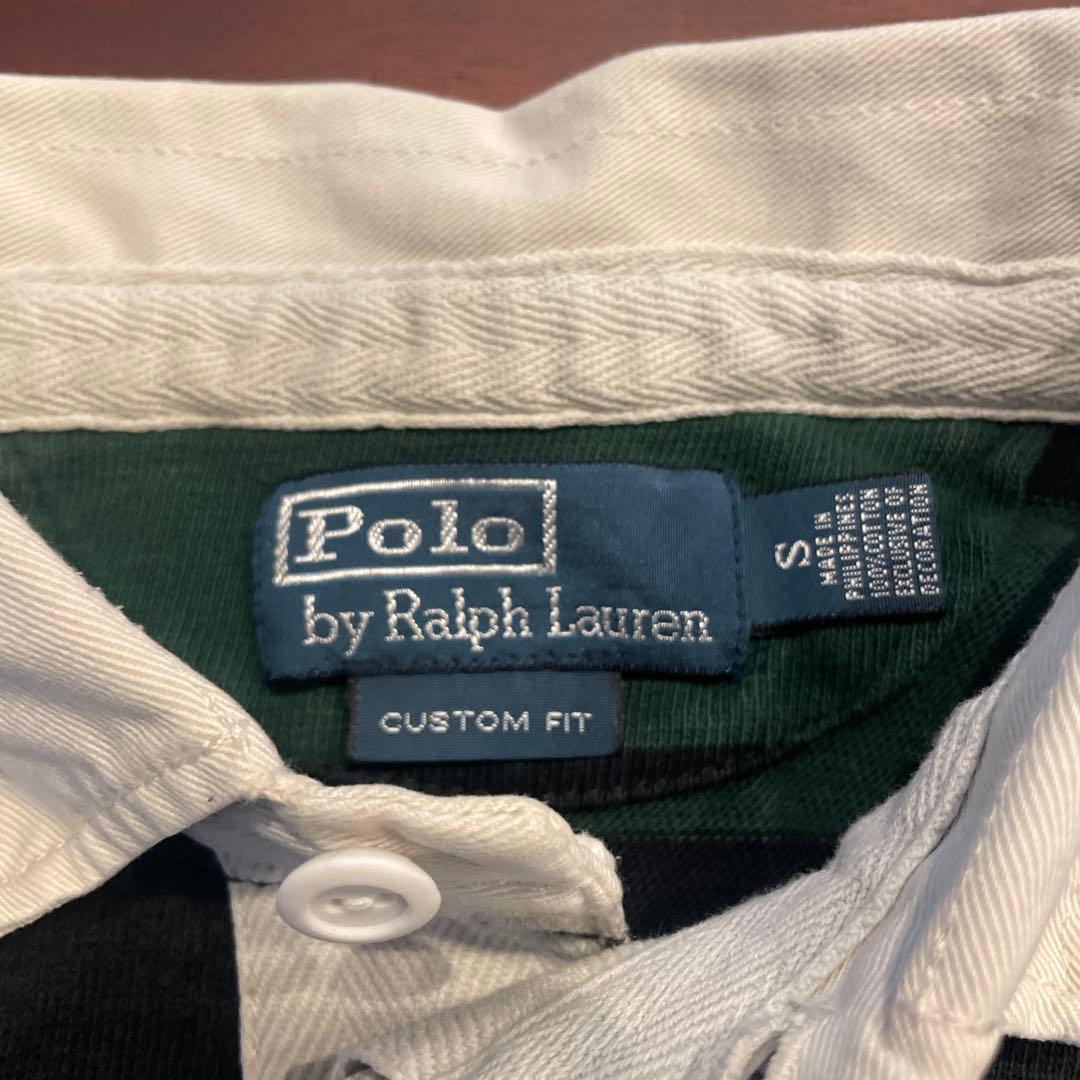 Polo
by Ralph Lauren
CUSTOM FIT
S
MADE IN
PHILIPPINES
100% COTTON
EXCLUSIVE OF
DECORATION